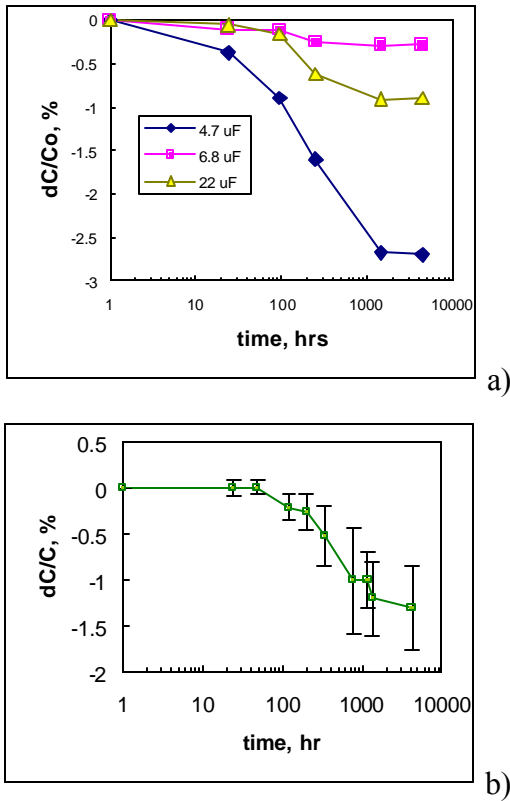 0
-0.5
-1
-1.5
-2
-2.5
-3
dC/Co, %
4.7 uF
6.8 uF
22 uF
1 10 100 1000 10000
time, hrs
a)
0.5
0
-0.5
-1
-1.5
-2
dC/C, %
1 10 100 1000 10000
time, hr
b)